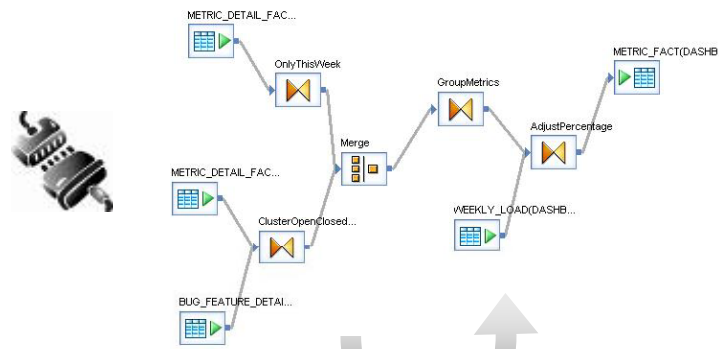 METRIC_DETAIL_FAC...
OnlyThisWeek
METRIC_FACT(DASHB
GroupMetrics
AdjustPercentage
Merge
METRIC_DETAIL_FAC...
WEEKLY_LOAD(DASHB...
ClusterOpenClosed...
BUG_FEATURE_DETAI...